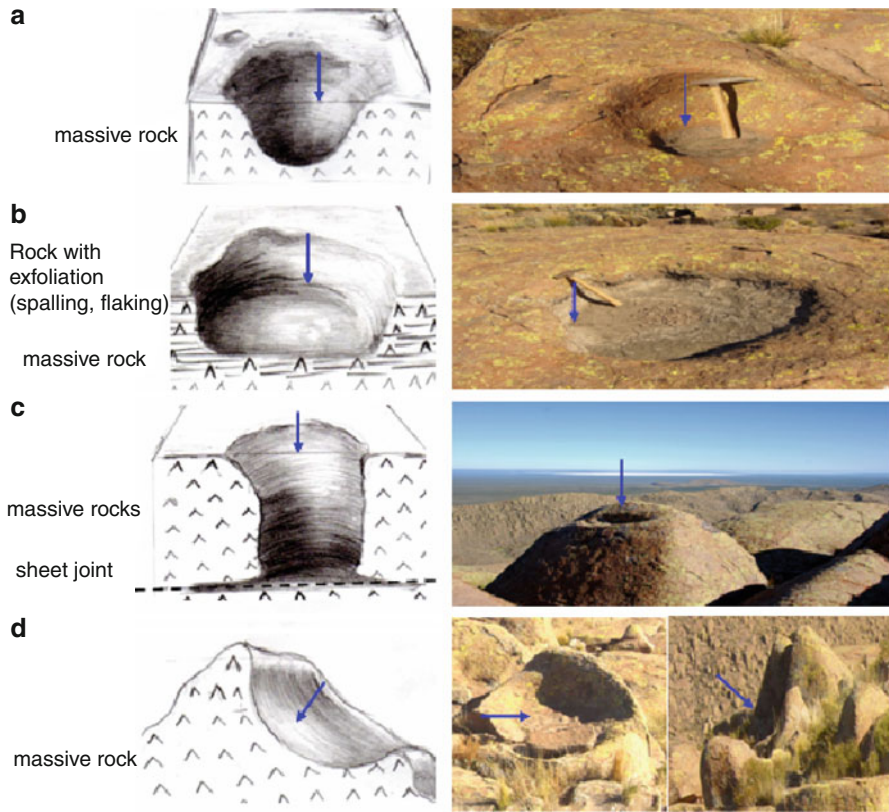 a
massive rock
b
Rock with
exfoliation
(spalling, flaking)
massive rock
c
massive rocks
sheet joint
d
massive rock